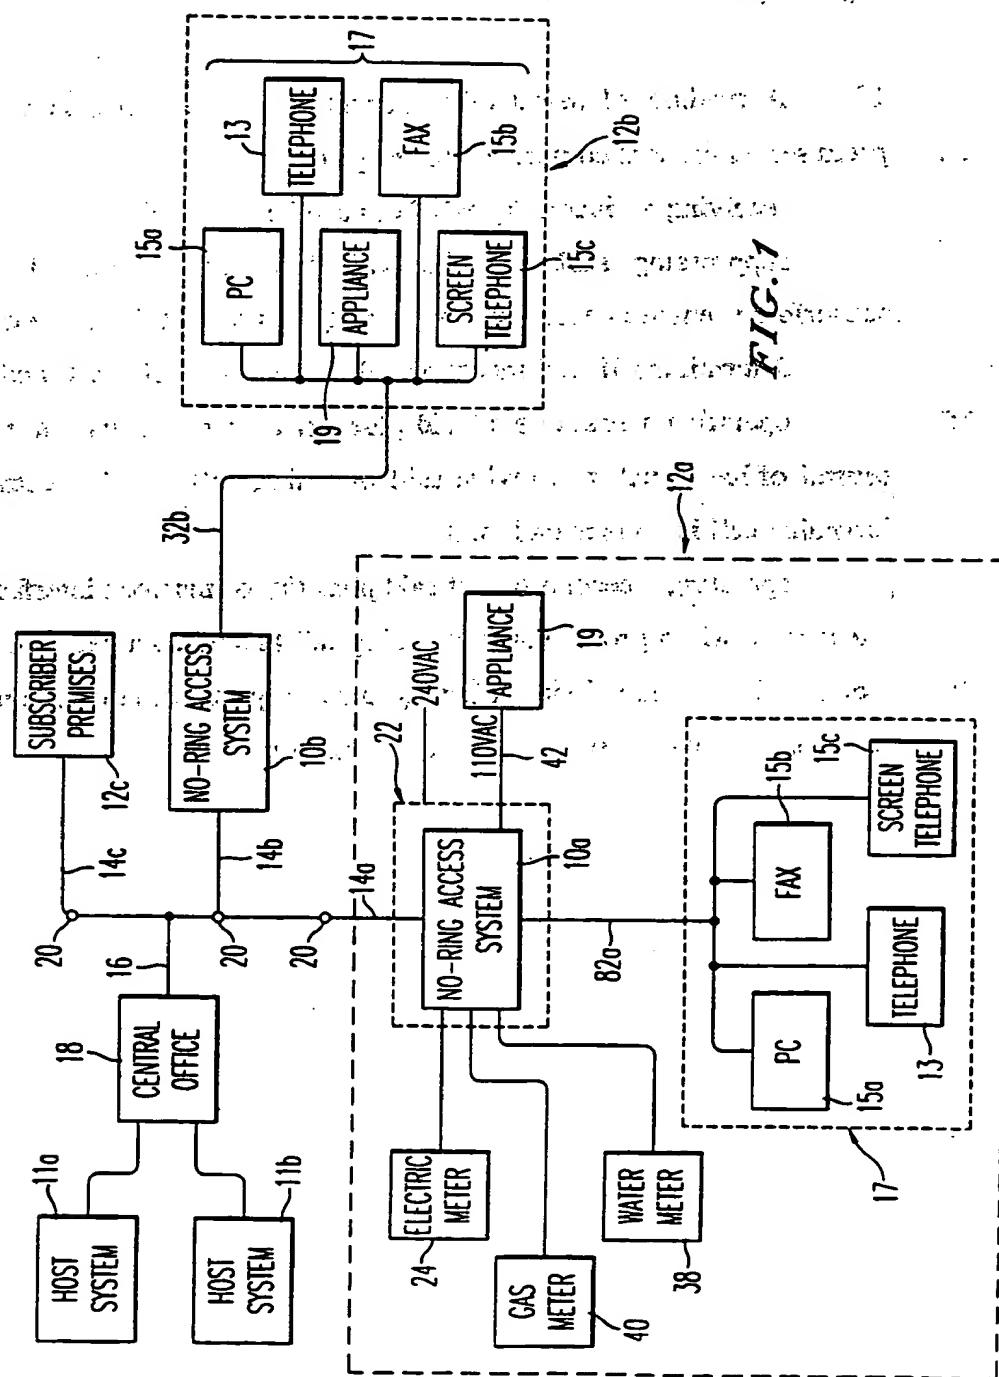 HOST
SYSTEM
11a
HOST
SYSTEM
11b
18
CENTRAL
OFFICE
16
20
20
20
14c
14b
14a
SUBSCRIBER
PREMISES
12c
NO-RING ACCESS
SYSTEM
10b
32b
15a
PC
13
TELEPHONE
17
19
APPLIANCE
FAX
15b
SCREEN
TELEPHONE
15c
12b
12a
22
240VAC
NO-RING ACCESS
SYSTEM
10a
110VAC
42
APPLIANCE
19
ELECTRIC
METER
24
GAS
METER
40
WATER
METER
38
82a
PC
15a
TELEPHONE
13
FAX
15b
SCREEN
TELEPHONE
15c
17
FIG. 1